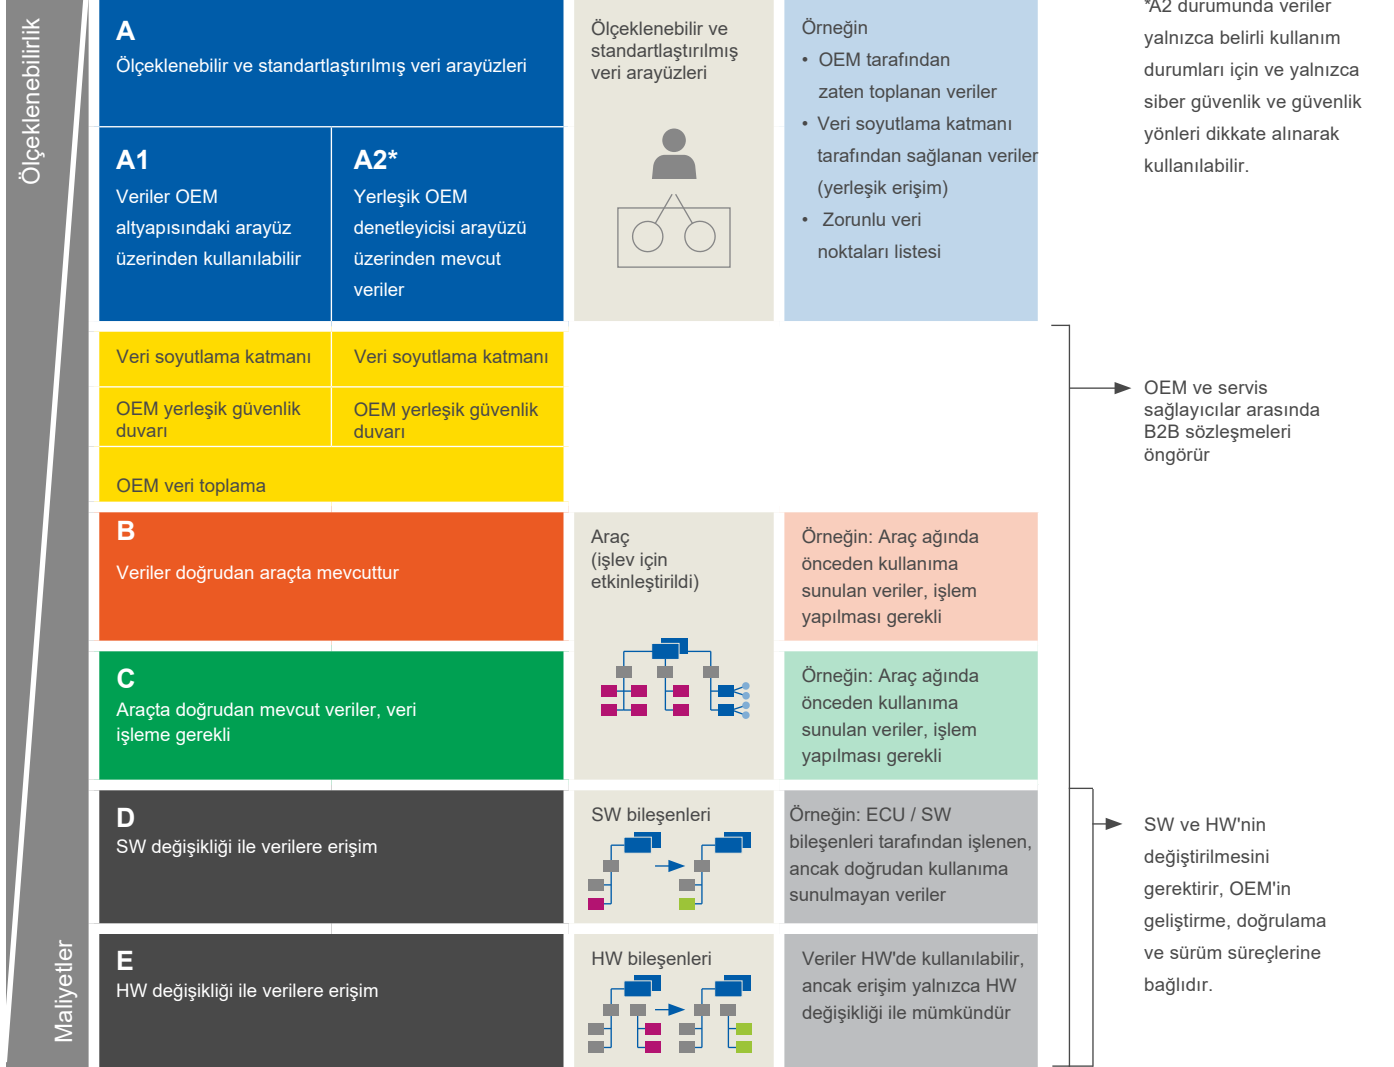 Ölçeklenebilirlik
A
Ölçeklenebilir ve standartlaştırılmış veri arayüzleri
A1
Veriler OEM
altyapısındaki arayüz
üzerinden kullanılabilir
A2*
Yerleşik OEM
denetleyicisi arayüzü
üzerinden mevcut
veriler
Ölçeklenebilir ve
standartlaştırılmış
veri arayüzleri
Örneğin
• OEM tarafından
zaten toplanan veriler
• Veri soyutlama katmanı
tarafından sağlanan veriler
(yerleşik erişim)
• Zorunlu veri
noktaları listesi
*A2 durumunda veriler
yalnızca belirli kullanım
durumları için ve yalnızca
siber güvenlik ve güvenlik
yönleri dikkate alınarak
kullanılabilir.
Veri soyutlama katmanı
Veri soyutlama katmanı
OEM yerleşik güvenlik
duvarı
OEM yerleşik güvenlik
duvarı
OEM veri toplama
OEM ve servis
sağlayıcılar arasında
B2B sözleşmeleri
öngörür
B
Veriler doğrudan araçta mevcuttur
Araç
(işlev için
etkinleştirildi)
Örneğin: Araç ağında
önceden kullanıma
sunulan veriler, işlem
yapılması gerekli
C
Araçta doğrudan mevcut veriler, veri
işleme gerekli
Örneğin: Araç ağında
önceden kullanıma
sunulan veriler, işlem
yapılması gerekli
D
SW değişikliği ile verilere erişim
SW bileşenleri
Örneğin: ECU / SW
bileşenleri tarafından işlenen,
ancak doğrudan kullanıma
sunulmayan veriler
SW ve HW'nin
değiştirilmesini
gerektirir, OEM'in
geliştirme, doğrulama
ve sürüm süreçlerine
bağlıdır.
Maliyetler
E
HW değişikliği ile verilere erişim
HW bileşenleri
Veriler HW'de kullanılabilir,
ancak erişim yalnızca HW
değişikliği ile mümkündür